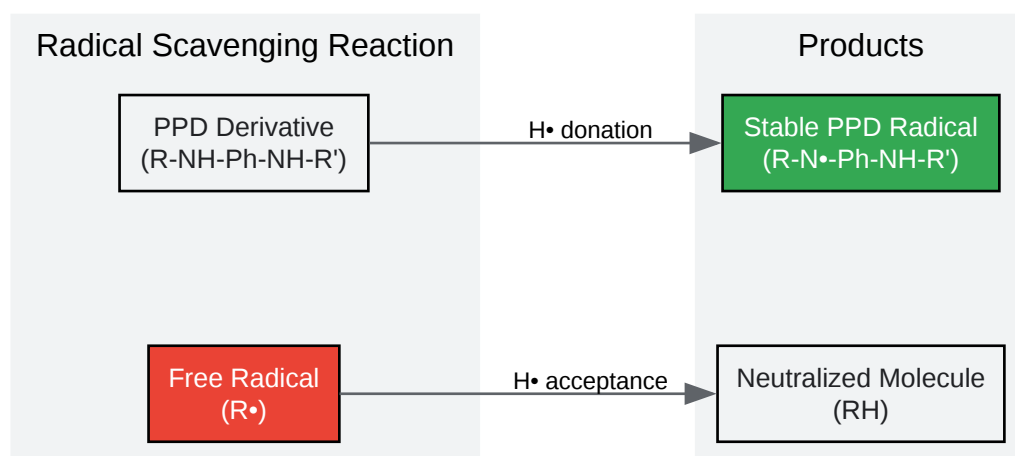 Radical Scavenging Reaction
Products
PPD Derivative
(R-NH-Ph-NH-R')
H• donation
Stable PPD Radical
(R-N•-Ph-NH-R')
Free Radical
(R•)
H• acceptance
Neutralized Molecule
(RH)